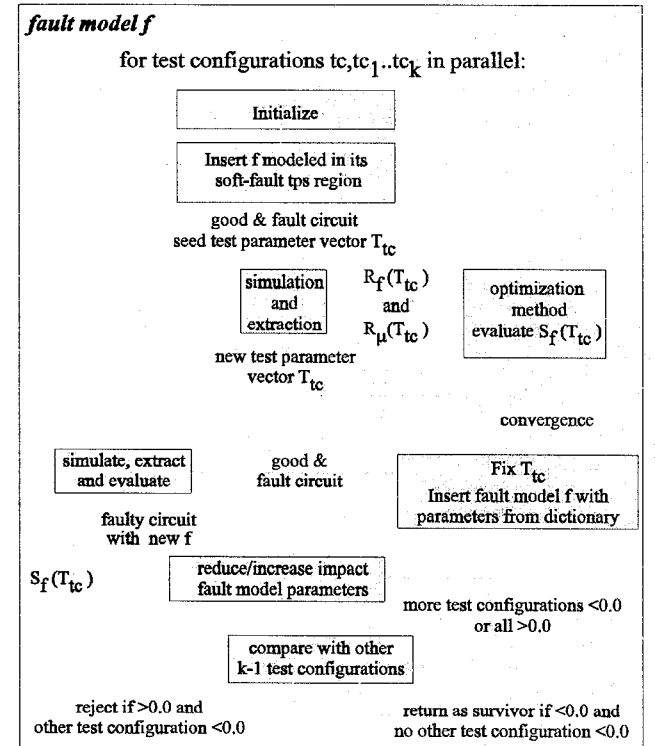 fault model f
for test configurations tc,tc1..tck in parallel:
Initialize
Insert f modeled in its
soft-fault tps region
good & fault circuit
seed test parameter vector Ttc
simulation
and
extraction
Rf(Ttc)
and
Rμ(Ttc)
optimization
method
evaluate Sf(Ttc)
new test parameter
vector Ttc
convergence
simulate, extract
and evaluate
good &
fault circuit
Fix Ttc
Insert fault model f with
parameters from dictionary
faulty circuit
with new f
Sf(Ttc)
reduce/increase impact
fault model parameters
more test configurations <0.0
or all >0.0
compare with other
k-1 test configurations
reject if >0.0 and
other test configuration <0.0
return as survivor if <0.0 and
no other test configuration <0.0